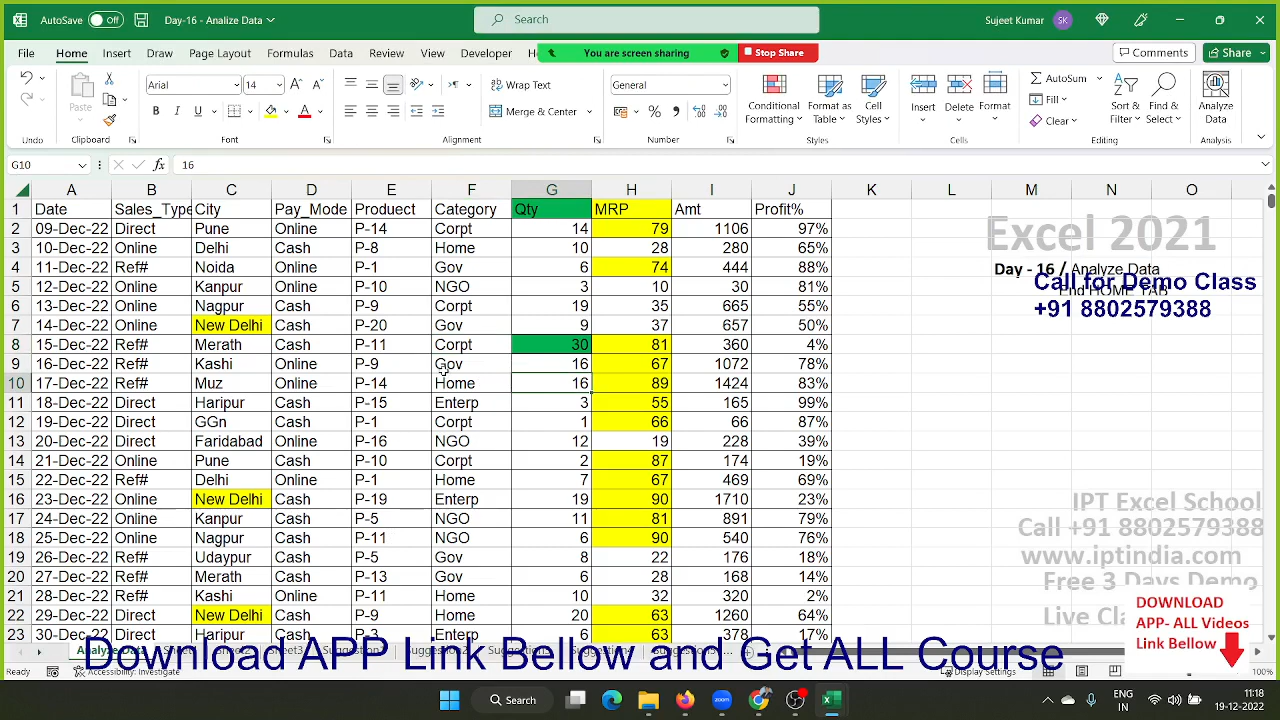 AutoSave Off Day-16 - Analize Data Search Sujeet Kumar SK
File Home Insert Draw Page Layout Formulas Data Review View Developer You are screen sharing Stop Share Comments Share
Arial 14 Wrap Text General AutoSum
Paste Merge & Center Conditional Formatting Format as Table Cell Styles Insert Delete Format Fill Clear Sort & Filter Find & Select Analyze Data
Undo Clipboard Font Alignment Number Styles Cells Editing Analysis
G10 fx 16
A B C D E F G H I J K L M N O
1 Date Sales_Type City Pay_Mode Produect Category Qty MRP Amt Profit%
2 09-Dec-22 Direct Pune Online P-14 Corpt 14 79 1106 97%
3 10-Dec-22 Online Delhi Cash P-8 Home 10 28 280 65%
4 11-Dec-22 Ref# Noida Online P-1 Gov 6 74 444 88%
5 12-Dec-22 Online Kanpur Online P-10 NGO 3 10 30 81%
6 13-Dec-22 Online Nagpur Cash P-9 Corpt 19 35 665 55%
7 14-Dec-22 Online New Delhi Cash P-20 Gov 9 37 657 50%
8 15-Dec-22 Ref# Merath Cash P-11 Corpt 30 81 360 4%
9 16-Dec-22 Ref# Kashi Online P-9 Gov 16 67 1072 78%
10 17-Dec-22 Ref# Muz Online P-14 Home 16 89 1424 83%
11 18-Dec-22 Direct Haripur Cash P-15 Enterp 3 55 165 99%
12 19-Dec-22 Direct GGn Cash P-1 Corpt 1 66 66 87%
13 20-Dec-22 Direct Faridabad Online P-16 NGO 12 19 228 39%
14 21-Dec-22 Online Pune Cash P-10 Corpt 2 87 174 19%
15 22-Dec-22 Ref# Delhi Cash P-1 Home 7 67 469 69%
16 23-Dec-22 Online New Delhi Cash P-19 Enterp 19 90 1710 23%
17 24-Dec-22 Online Kanpur Cash P-5 NGO 11 81 891 79%
18 25-Dec-22 Online Nagpur Cash P-11 NGO 6 90 540 76%
19 26-Dec-22 Ref# Udaypur Cash P-5 Gov 8 22 176 18%
20 27-Dec-22 Ref# Merath Cash P-13 Gov 6 28 168 14%
21 28-Dec-22 Ref# Kashi Online P-11 Home 10 32 320 2%
22 29-Dec-22 Direct New Delhi Cash P-9 Home 20 63 1260 64%
23 30-Dec-22 Direct Haripur Cash P-3 Enterp 6 63 378 17%
Excel 2021
Day - 16 / Analyze Data
End HOME TAB
Call for Demo Class
+91 8802579388
IPT Excel School
Call +91 8802579388
www.iptindia.com
Free 3 Days Demo
Live Cla
DOWNLOAD
APP- ALL Videos
Link Bellow
Download APP Link Bellow and Get ALL Course
Ready Accessibility: Investigate Display Settings 100%
Search ENG IN 11:18 19-12-2022